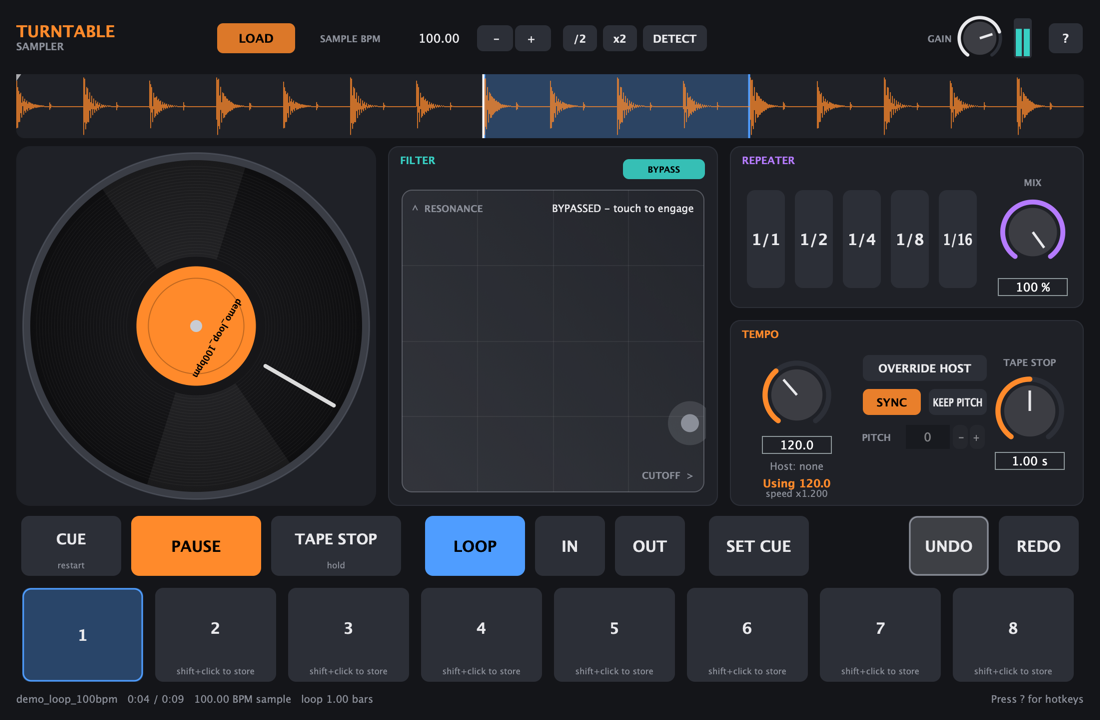 TURNTABLE
SAMPLER
LOAD
SAMPLE BPM
100.00
-
+
/2
x2
DETECT
GAIN
?
demo_loop_100bpm
FILTER
BYPASS
^ RESONANCE
BYPASSED – touch to engage
CUTOFF >
REPEATER
1/1
1/2
1/4
1/8
1/16
MIX
100 %
TEMPO
120.0
Host: none
Using 120.0
speed x1.200
OVERRIDE HOST
SYNC
KEEP PITCH
PITCH
0
-
+
TAPE STOP
1.00 s
CUE
restart
PAUSE
TAPE STOP
hold
LOOP
IN
OUT
SET CUE
UNDO
REDO
1
2
shift+click to store
3
shift+click to store
4
shift+click to store
5
shift+click to store
6
shift+click to store
7
shift+click to store
8
shift+click to store
demo_loop_100bpm 0:04 / 0:09 100.00 BPM sample loop 1.00 bars
Press ? for hotkeys